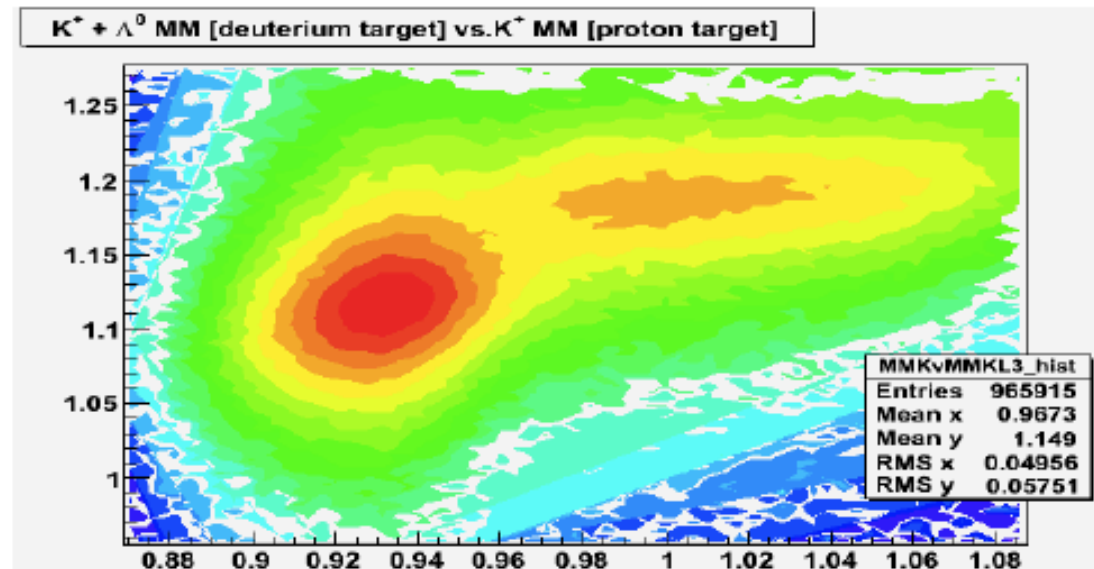 K⁺ + Λ⁰ MM [deuterium target] vs.K⁺ MM [proton target]
1.25
1.2
1.15
1.1
1.05
1
MMKvMMKL3_hist
Entries 965915
Mean x 0.9673
Mean y 1.149
RMS x 0.04956
RMS y 0.05751
0.88 0.9 0.92 0.94 0.96 0.98 1 1.02 1.04 1.06 1.08